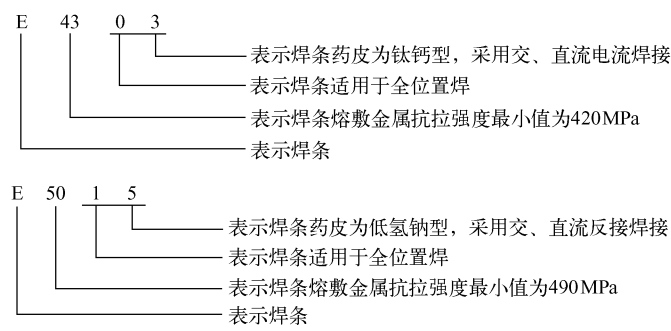 E 43 0 3
表示焊条药皮为钛钙型，采用交、直流电流焊接
表示焊条适用于全位置焊
表示焊条熔敷金属抗拉强度最小值为420MPa
表示焊条
E 50 1 5
表示焊条药皮为低氢钠型，采用交、直流反接焊接
表示焊条适用于全位置焊
表示焊条熔敷金属抗拉强度最小值为490MPa
表示焊条